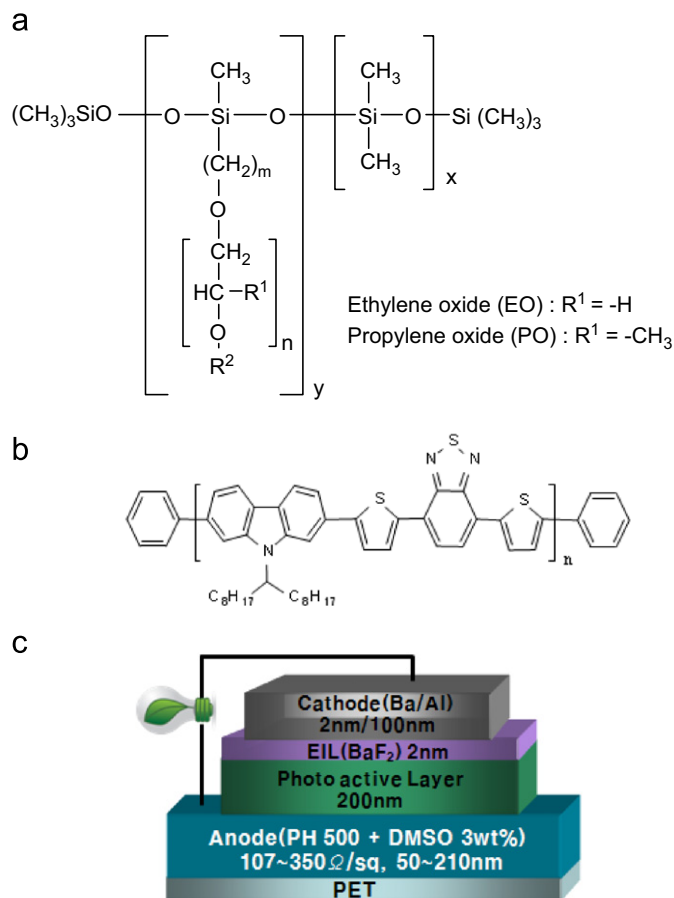 a
CH3 CH3
(CH3)3SiO O Si O Si O Si (CH3)3
(CH2)m CH3 x
O
CH2
HC R1
O n
R2 y
Ethylene oxide (EO) : R1 = -H
Propylene oxide (PO) : R1 = -CH3
b
S
N N
S S
N n
C8H17 C8H17
c
Cathode(Ba/Al)
2nm/100nm
EIL(BaF2) 2nm
Photo active Layer
200nm
Anode(PH 500 + DMSO 3wt%)
107~350Ω/sq, 50~210nm
PET